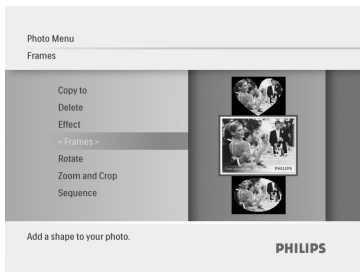 Photo Menu
Frames
Copy to
Delete
Effect
< Frames >
Rotate
Zoom and Crop
Sequence
PHILIPS
Add a shape to your photo.
PHILIPS